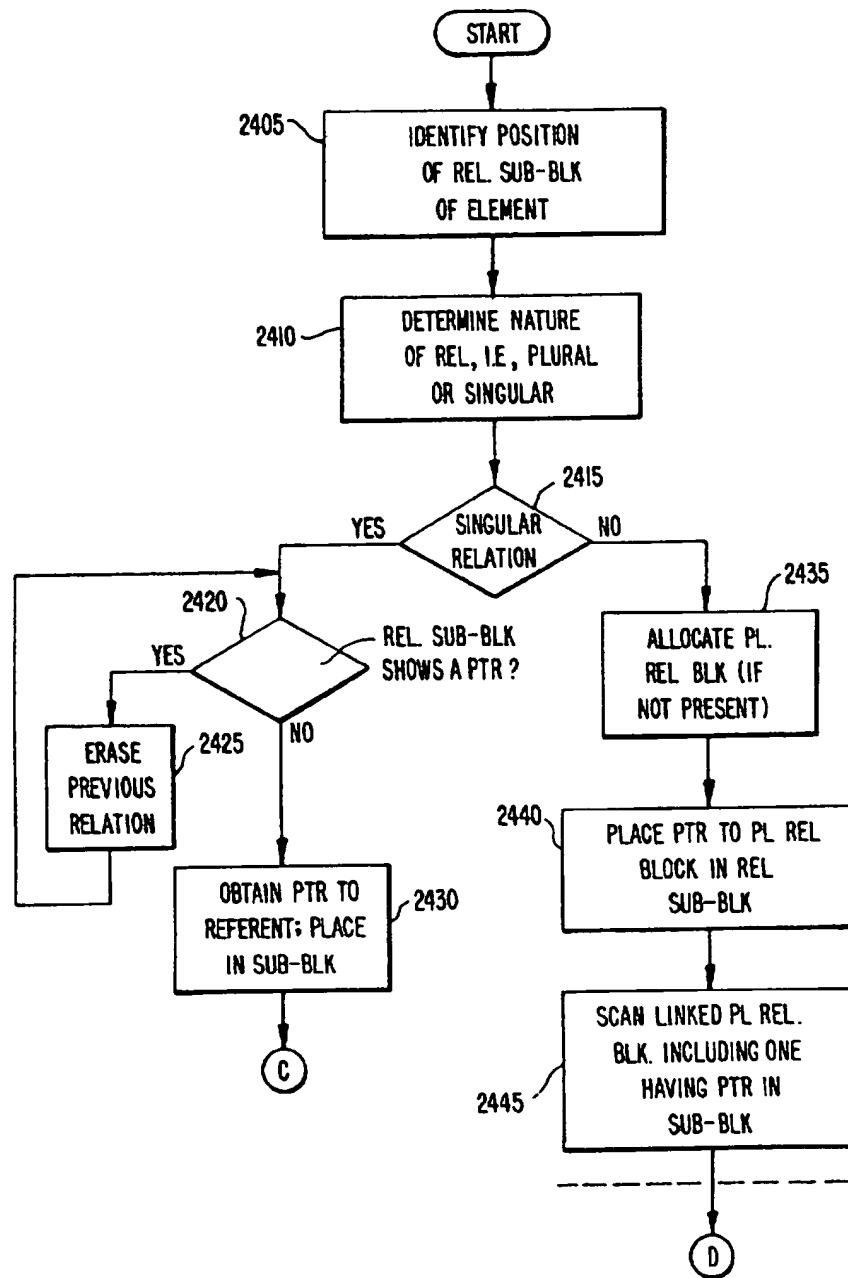 START
2405
IDENTIFY POSITION
OF REL. SUB-BLK
OF ELEMENT
2410
DETERMINE NATURE
OF REL, I.E., PLURAL
OR SINGULAR
2415
YES
SINGULAR
RELATION
NO
2420
YES
REL. SUB-BLK
SHOWS A PTR ?
NO
2435
ALLOCATE PL.
REL BLK (IF
NOT PRESENT)
2425
ERASE
PREVIOUS
RELATION
2440
PLACE PTR TO PL REL
BLOCK IN REL
SUB-BLK
2430
OBTAIN PTR TO
REFERENT; PLACE
IN SUB-BLK
C
SCAN LINKED PL REL.
BLK. INCLUDING ONE
HAVING PTR IN
SUB-BLK
2445
D